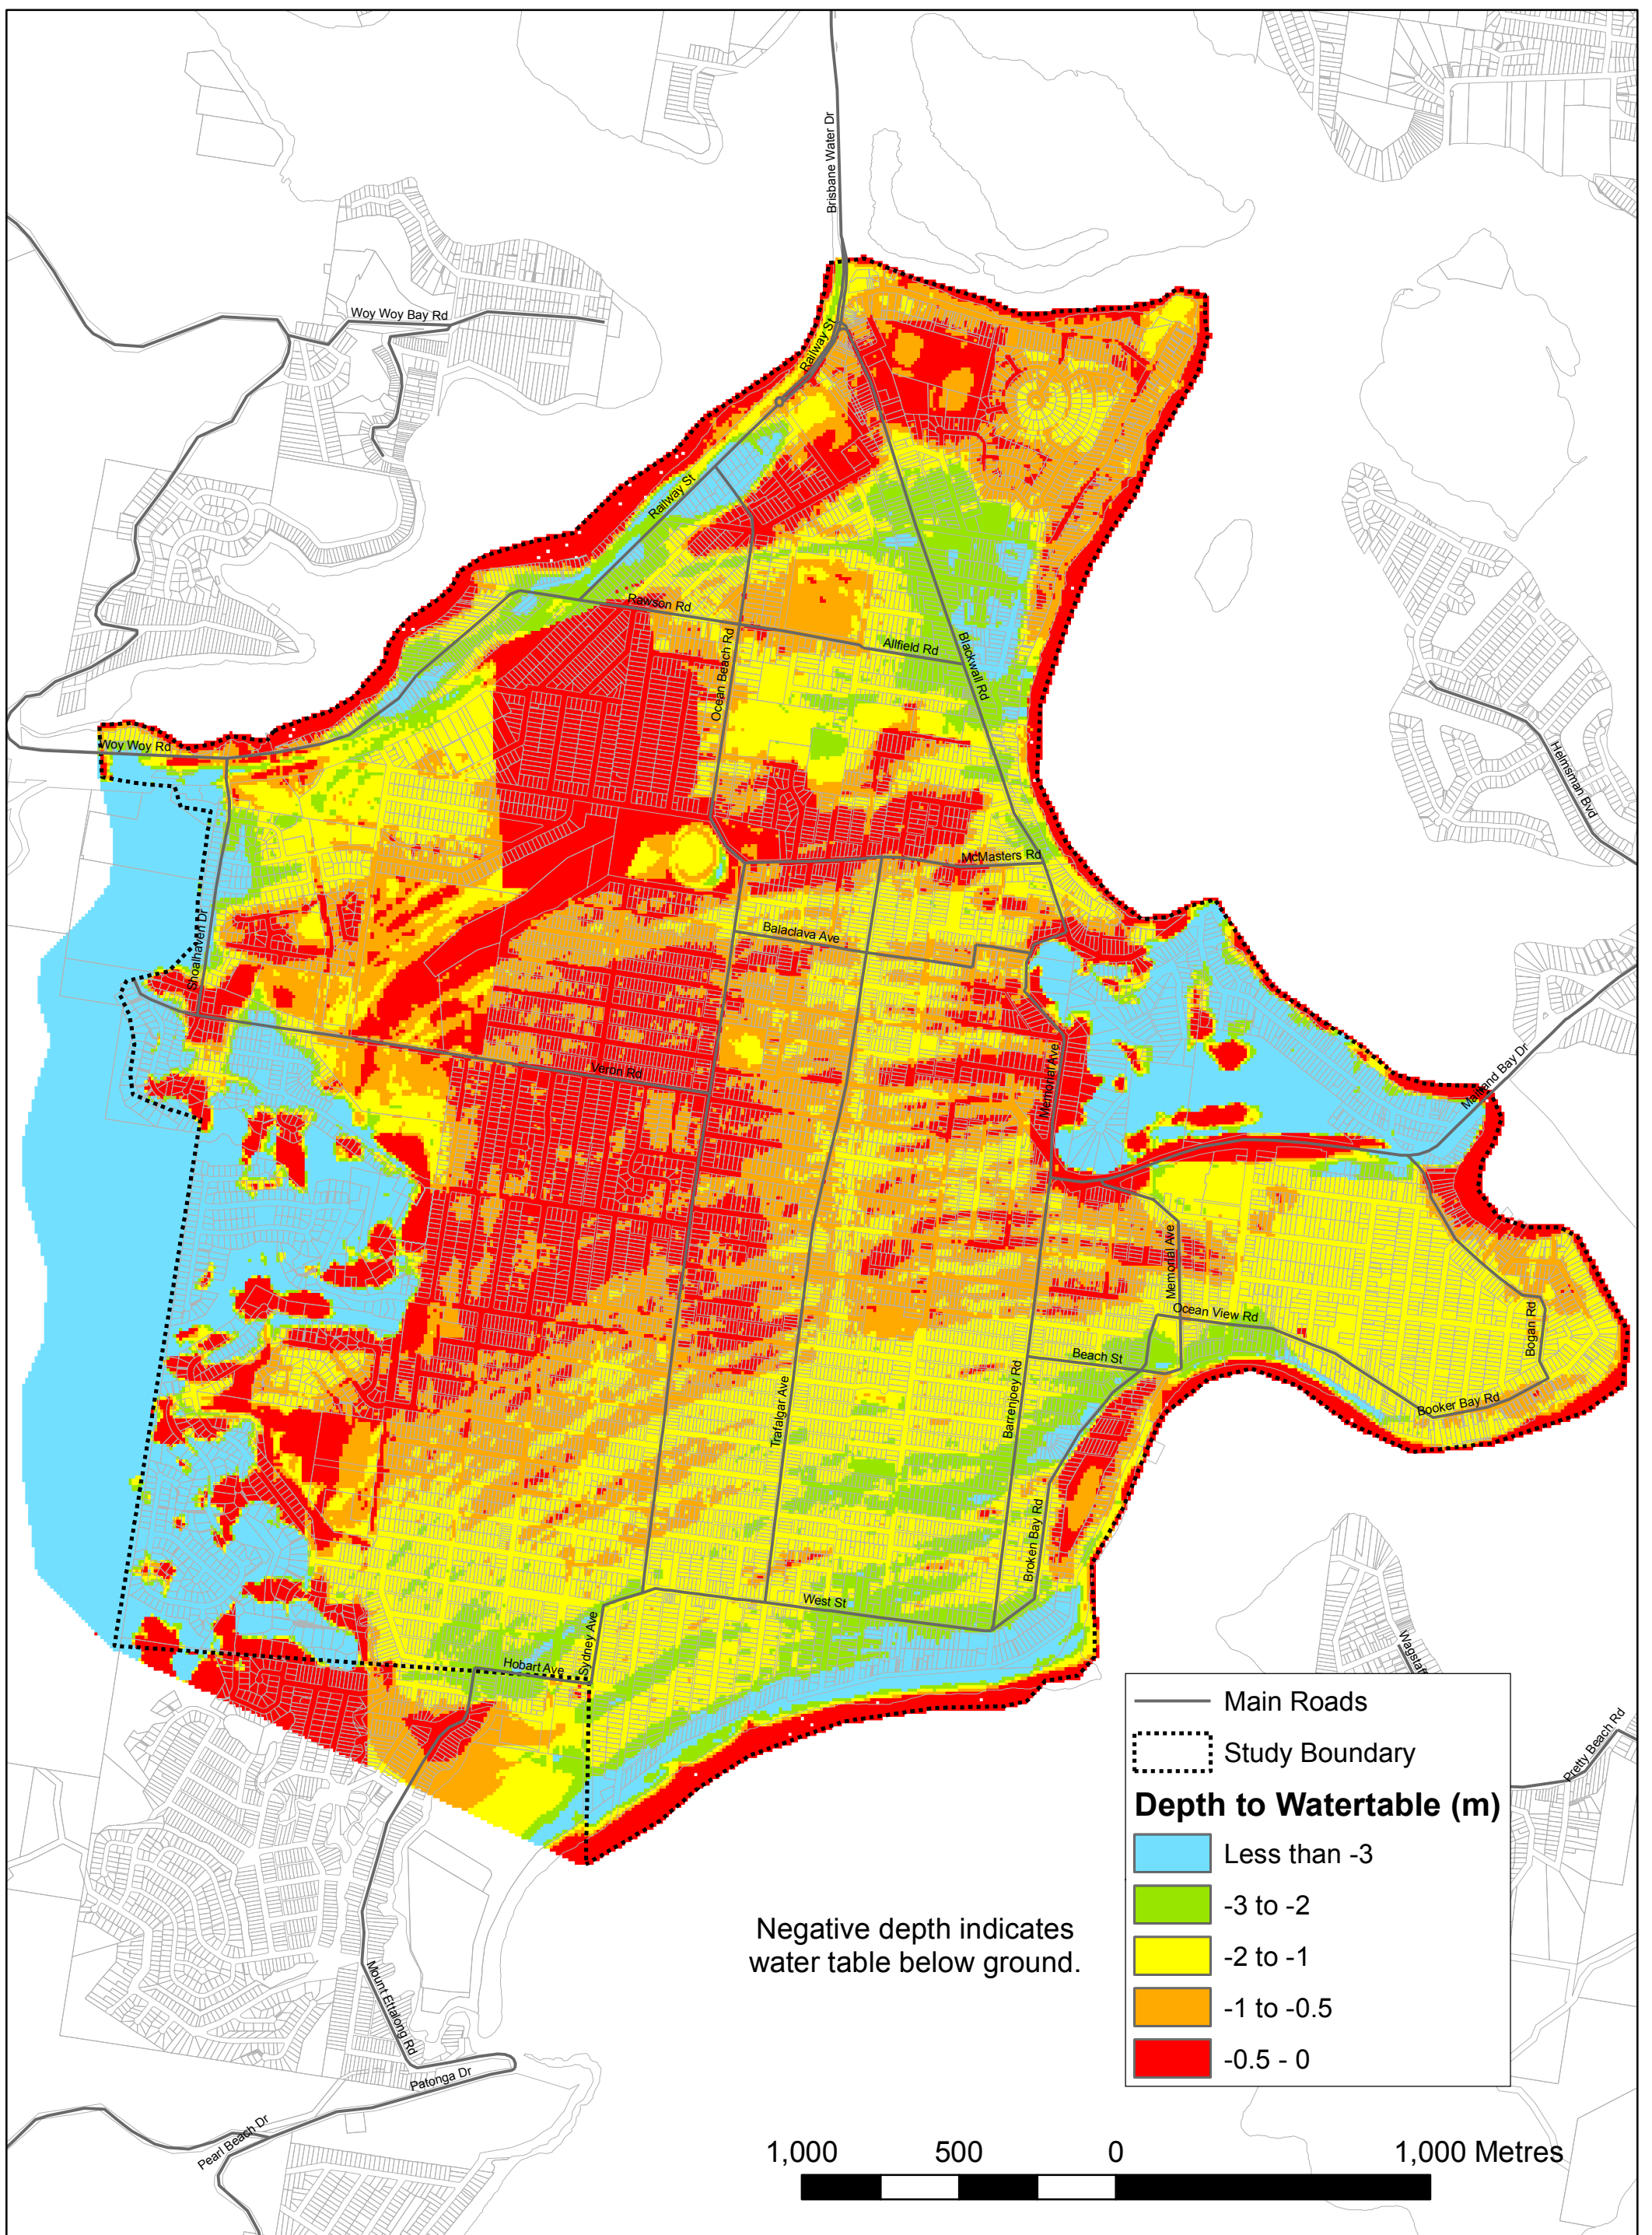 Brisbane Water Dr
Woy Woy Bay Rd
Railway St
Railway St
Rawson Rd
Allfield Rd
Ocean Beach Rd
Blackwall Rd
Woy Woy Rd
Helmsman Bvd
McMasters Rd
Shoalhaven Dr
Balaclava Ave
Veron Rd
Memorial Ave
Maitland Bay Dr
Memorial Ave
Ocean View Rd
Bogan Rd
Beach St
Barrenjoey Rd
Trafalgar Ave
Booker Bay Rd
Broken Bay Rd
West St
Sydney Ave
Hobart Ave
Pretty Beach Rd
Main Roads
Study Boundary
Depth to Watertable (m)
Less than -3
-3 to -2
-2 to -1
-1 to -0.5
-0.5 - 0
Negative depth indicates
water table below ground.
Mount Ettalong Rd
Patonga Dr
Pearl Beach Dr
1,000 500 0 1,000 Metres